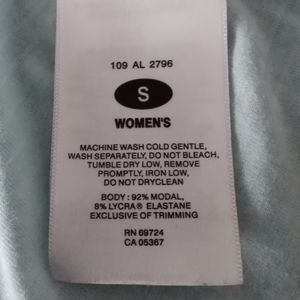 109 AL 2796
S
WOMEN'S
MACHINE WASH COLD GENTLE,
WASH SEPARATELY, DO NOT BLEACH,
TUMBLE DRY LOW, REMOVE
PROMPTLY, IRON LOW,
DO NOT DRYCLEAN
BODY : 92% MODAL,
8% LYCRA® ELASTANE
EXCLUSIVE OF TRIMMING
RN 69724
CA 05367